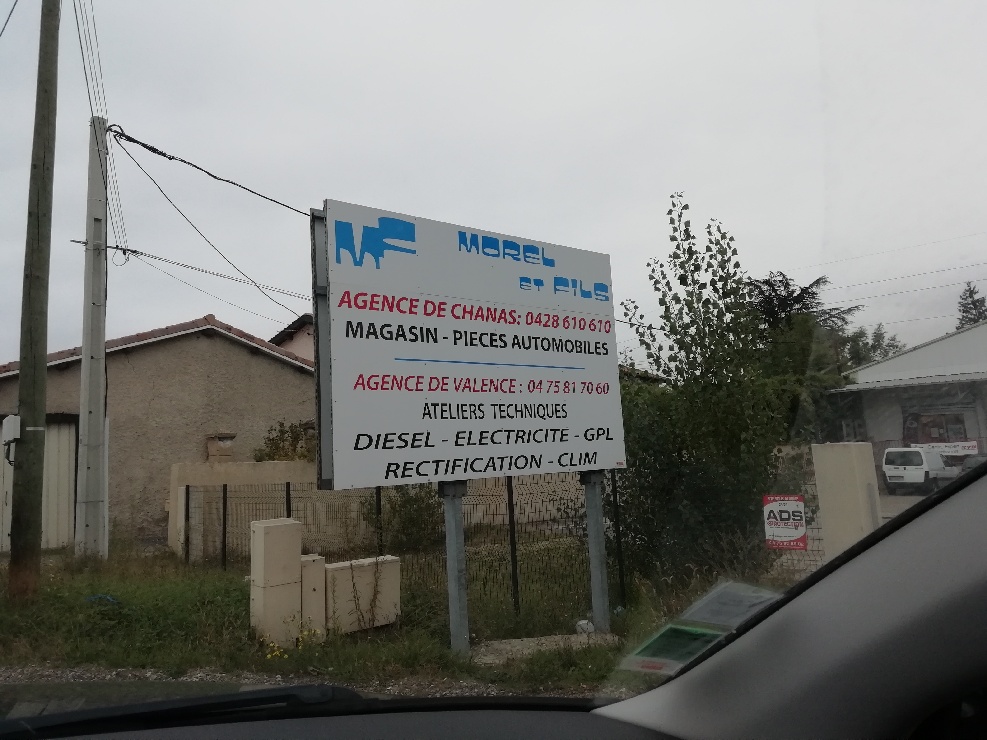 MF
MOREL
ET FILS
AGENCE DE CHANAS: 0428 610 610
MAGASIN - PIECES AUTOMOBILES
AGENCE DE VALENCE : 04 75 81 70 60
ATELIERS TECHNIQUES
DIESEL - ELECTRICITE - GPL
RECTIFICATION - CLIM
ADS